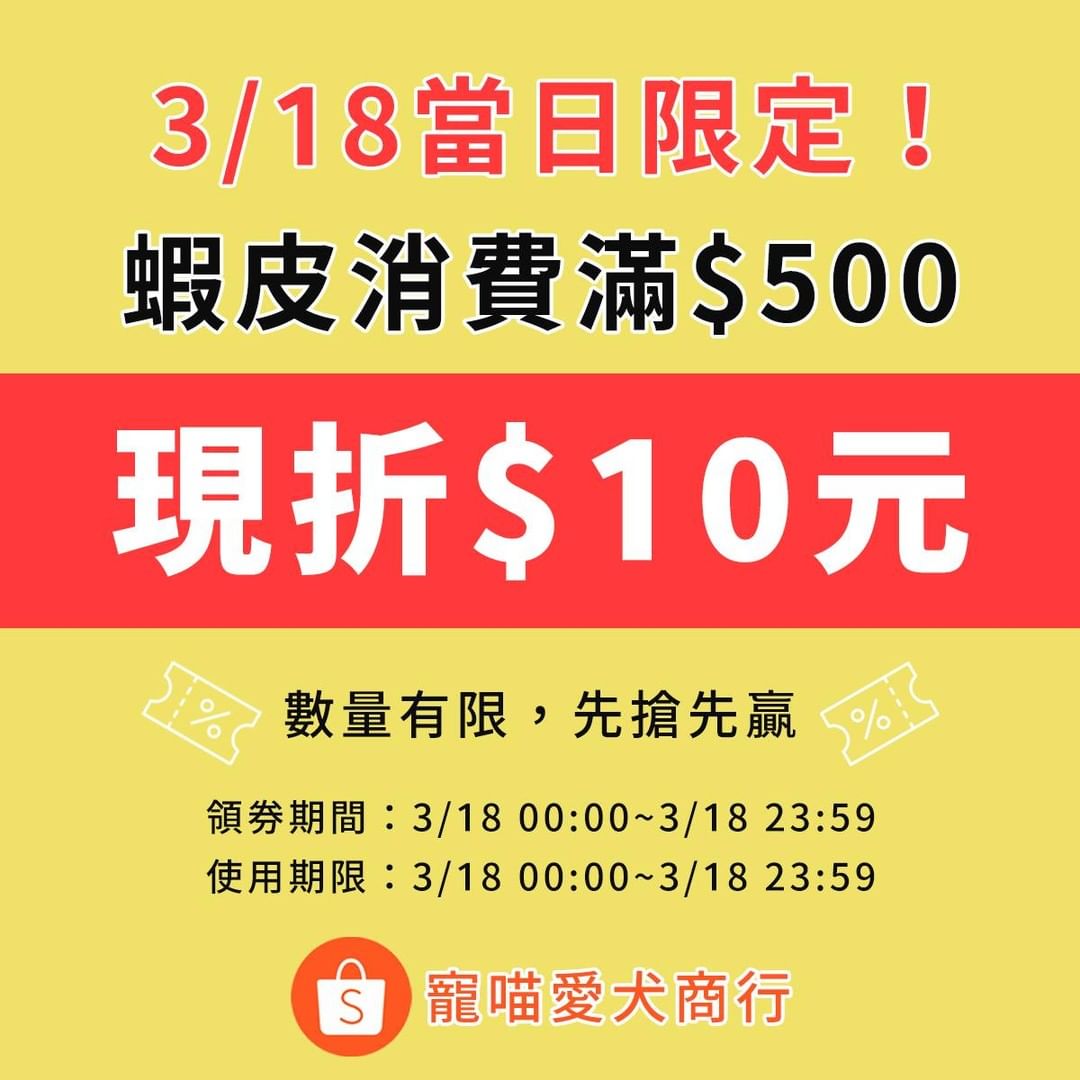 3/18當日限定！
蝦皮消費滿$500
現折$10元
數量有限，先搶先贏
領券期間：3/18 00:00~3/18 23:59
使用期限：3/18 00:00~3/18 23:59
S
寵喵愛犬商行